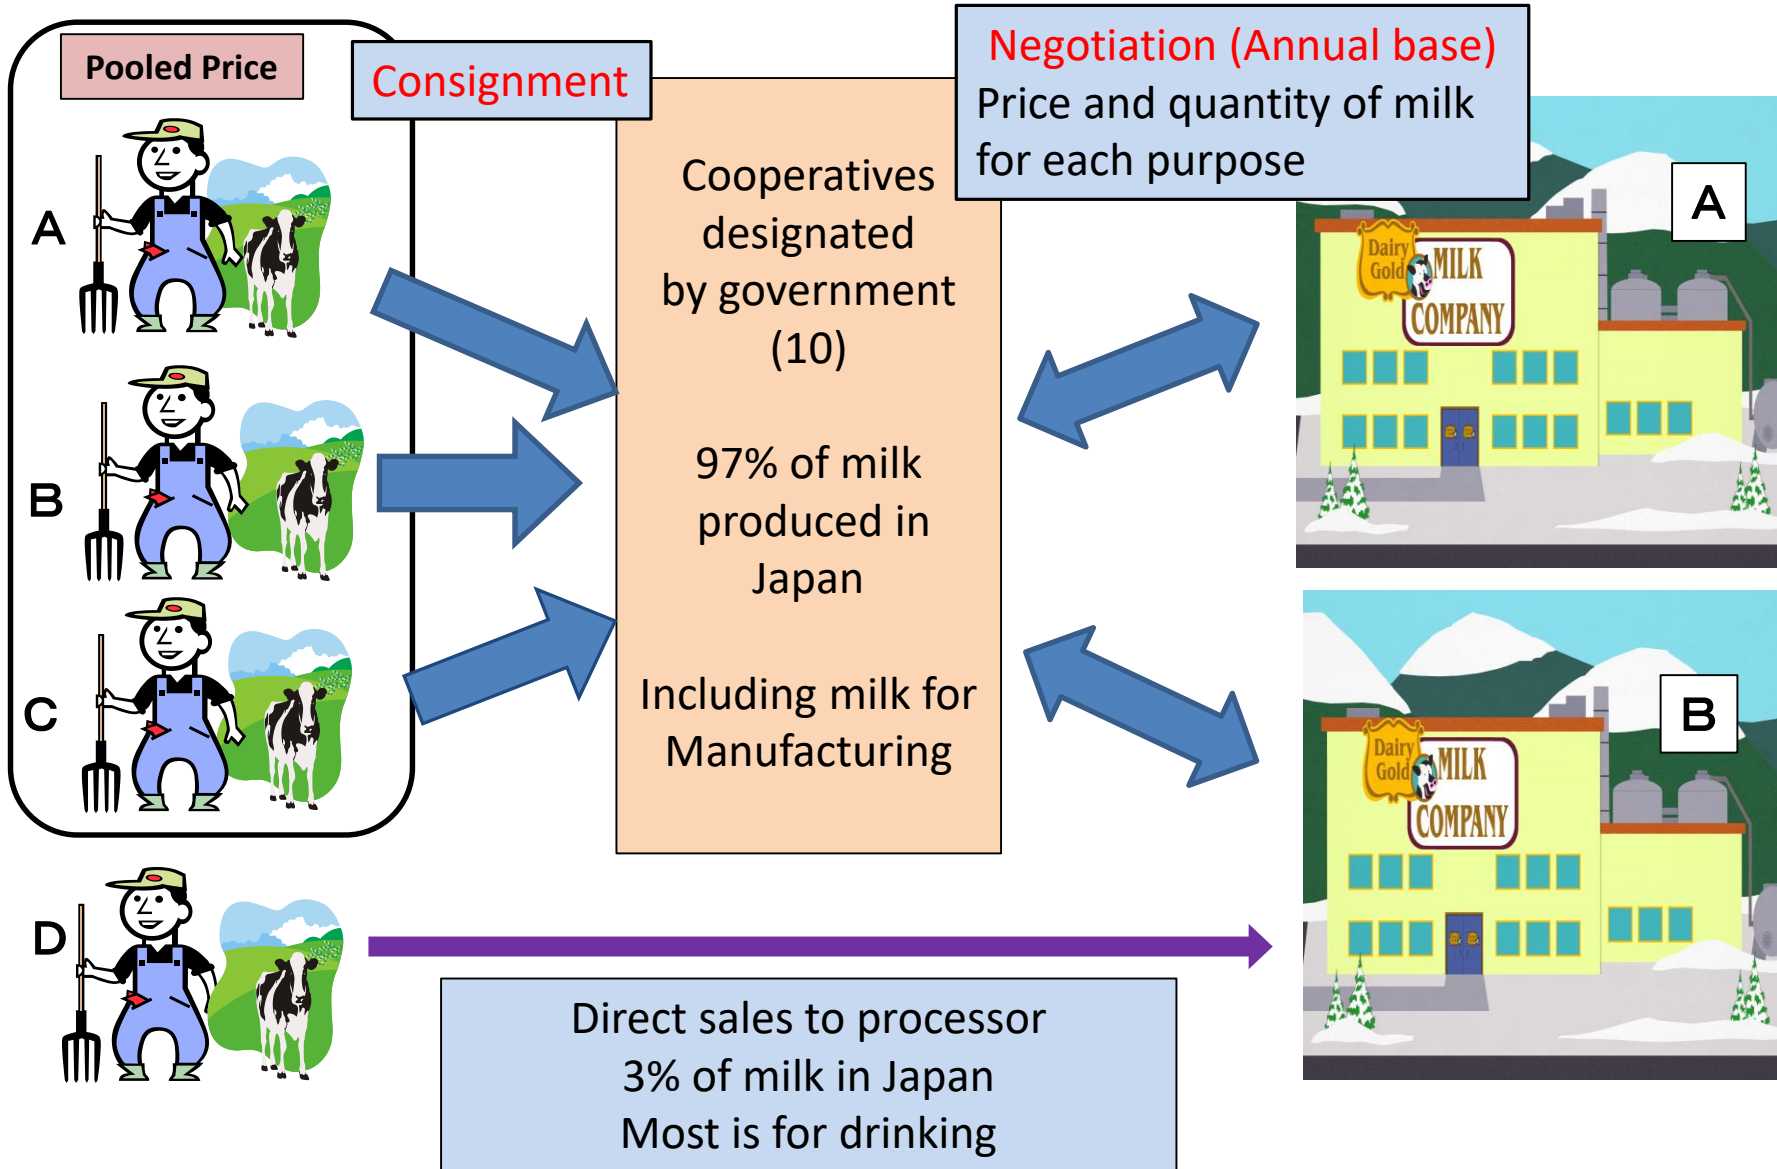 Pooled Price
Consignment
Negotiation (Annual base)
Price and quantity of milk
for each purpose
A
B
C
D
Cooperatives
designated
by government
(10)
97% of milk
produced in
Japan
Including milk for
Manufacturing
A
Dairy
Gold
MILK
COMPANY
B
Dairy
Gold
MILK
COMPANY
Direct sales to processor
3% of milk in Japan
Most is for drinking